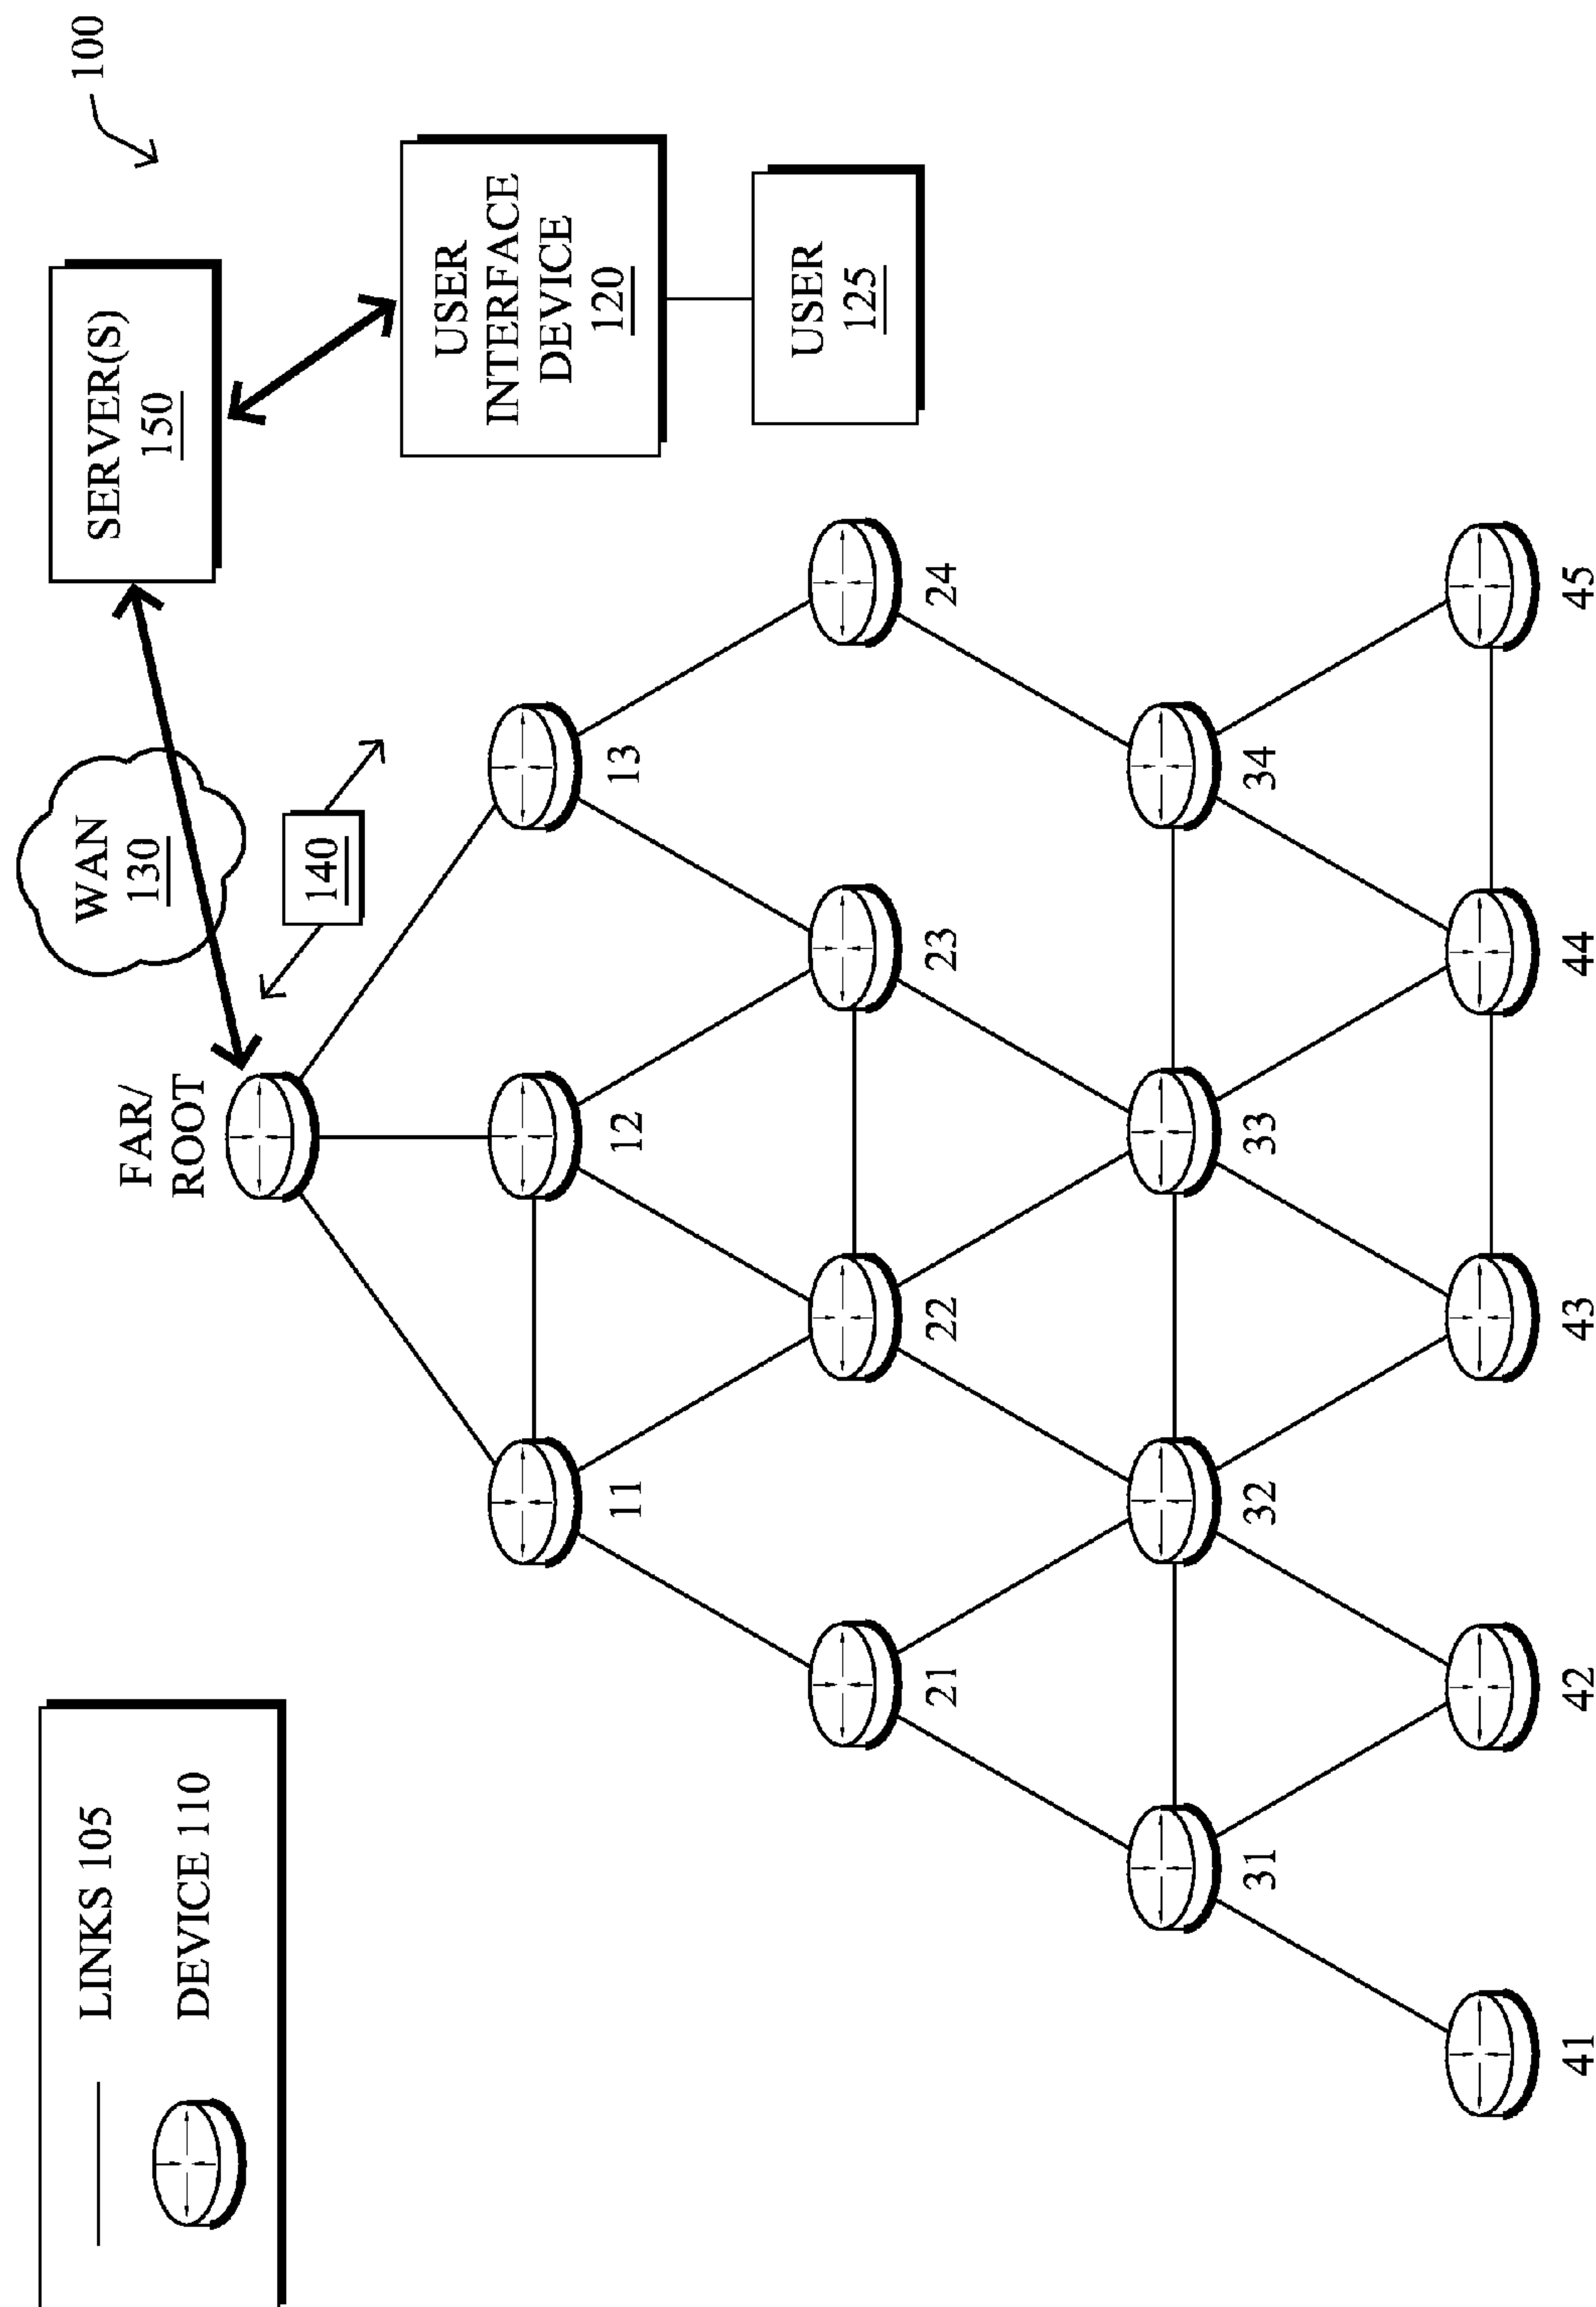 LINKS 105
DEVICE 110
100
WAN
130
SERVER(S)
150
FAR/
ROOT
140
USER
INTERFACE
DEVICE
120
USER
125
11
12
13
21
22
23
24
31
32
33
34
41
42
43
44
45